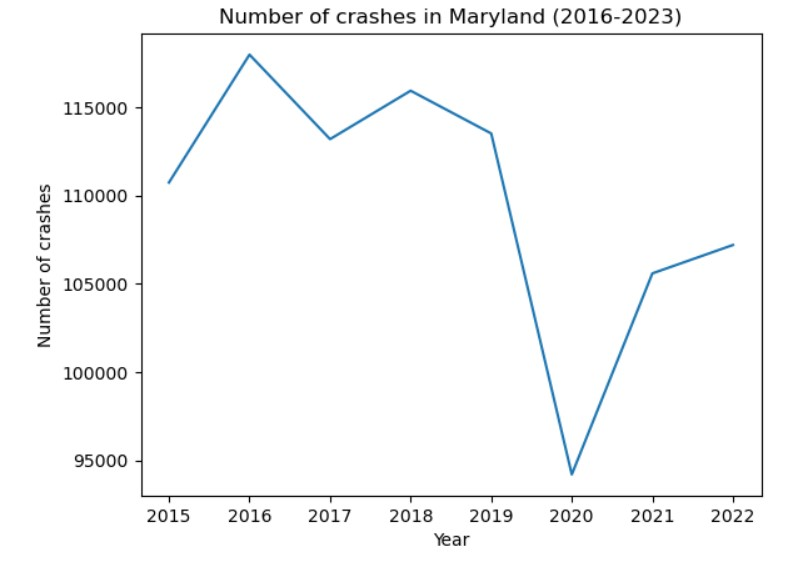 Number of crashes in Maryland (2016-2023)
Number of crashes
115000
110000
105000
100000
95000
2015 2016 2017 2018 2019 2020 2021 2022
Year